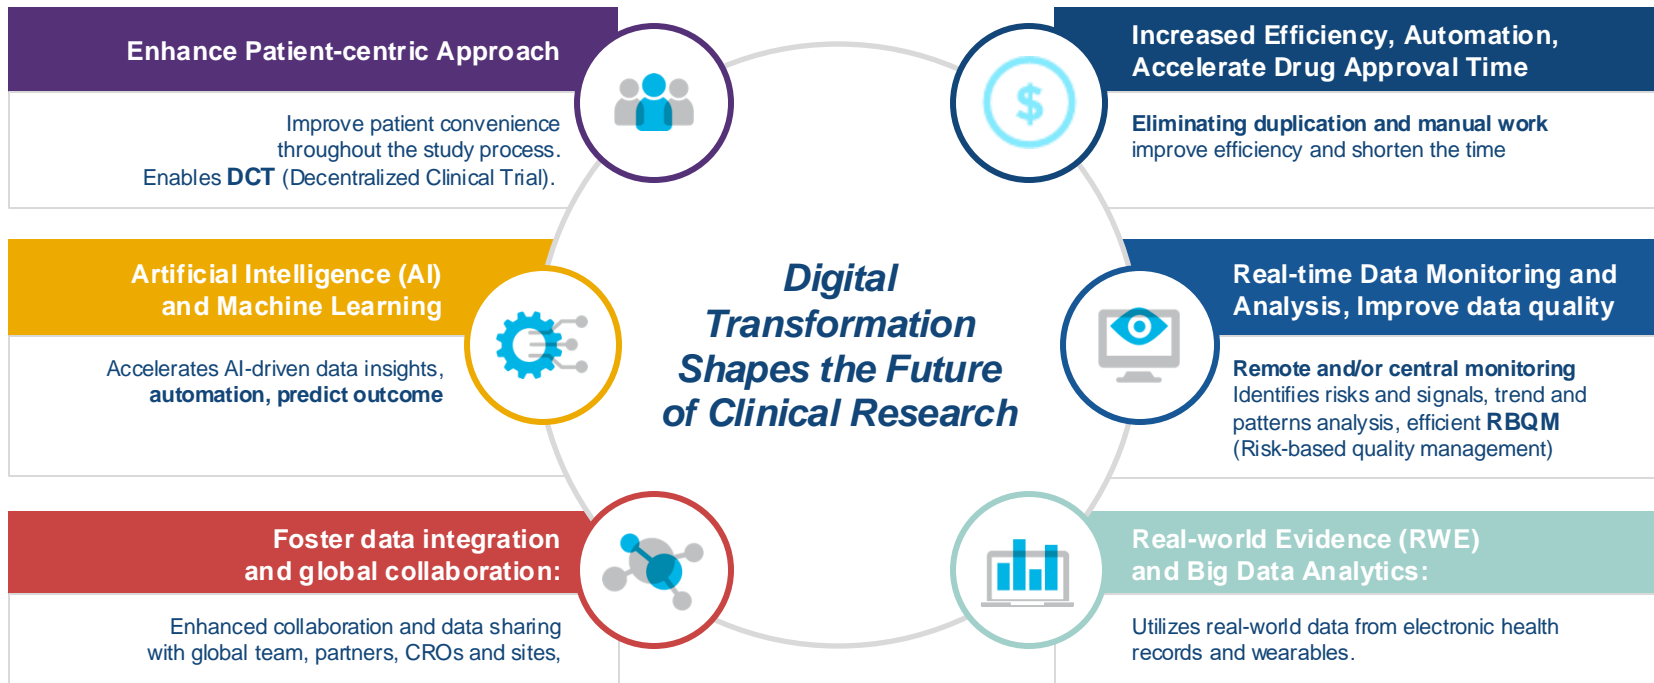 Enhance Patient-centric Approach
Improve patient convenience
throughout the study process.
Enables DCT (Decentralized Clinical Trial).
Increased Efficiency, Automation,
Accelerate Drug Approval Time
Eliminating duplication and manual work
improve efficiency and shorten the time
Artificial Intelligence (AI)
and Machine Learning
Accelerates AI-driven data insights,
automation, predict outcome
Digital
Transformation
Shapes the Future
of Clinical Research
Real-time Data Monitoring and
Analysis, Improve data quality
Remote and/or central monitoring
Identifies risks and signals, trend and
patterns analysis, efficient RBQM
(Risk-based quality management)
Foster data integration
and global collaboration:
Enhanced collaboration and data sharing
with global team, partners, CROs and sites,
Real-world Evidence (RWE)
and Big Data Analytics:
Utilizes real-world data from electronic health
records and wearables.
$